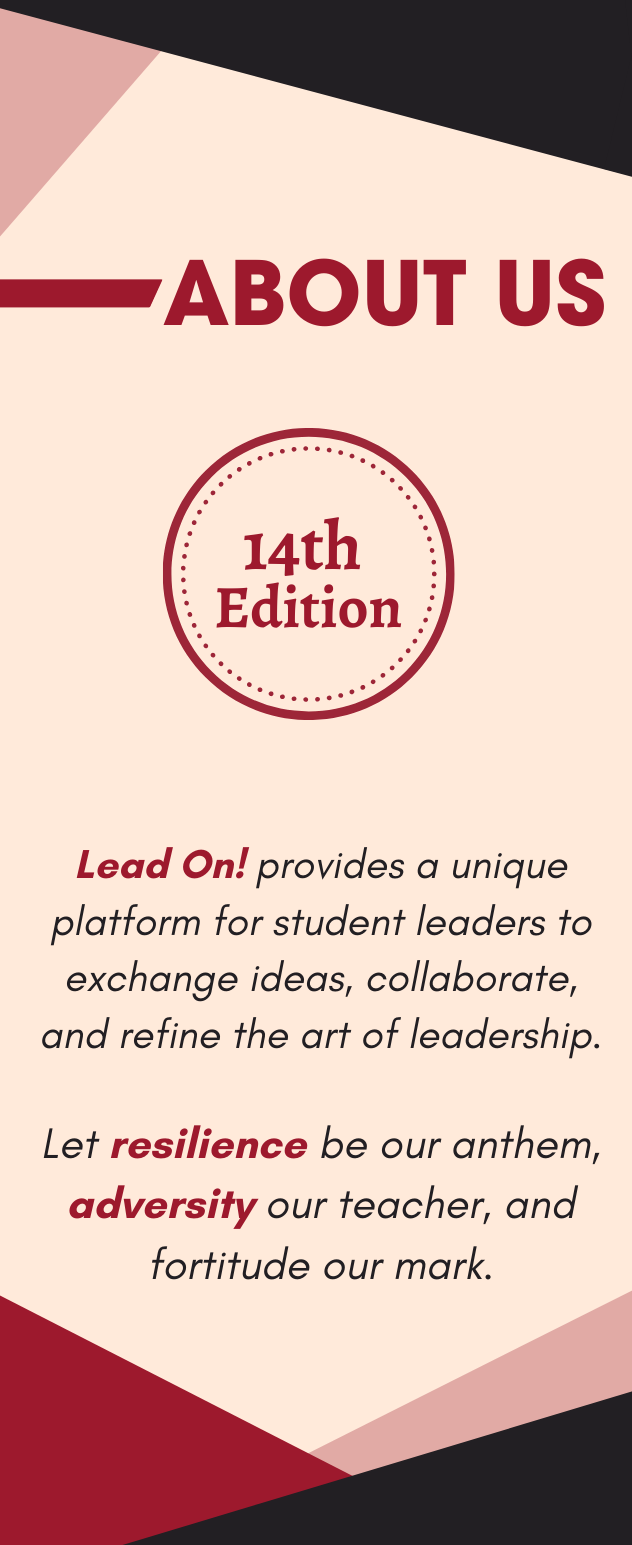 ABOUT US
14th
Edition
Lead On! provides a unique
platform for student leaders to
exchange ideas, collaborate,
and refine the art of leadership.
Let resilience be our anthem,
adversity our teacher, and
fortitude our mark.